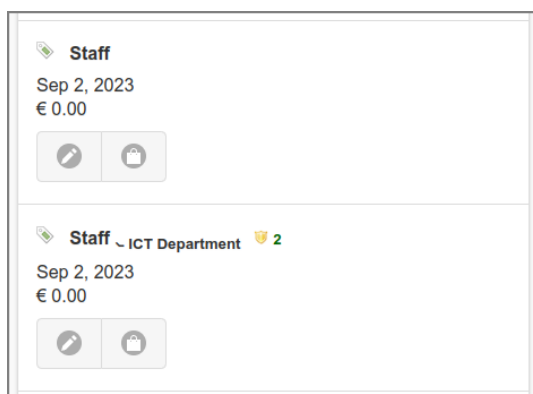 Staff
Sep 2, 2023
€ 0.00
Staff ICT Department 2
Sep 2, 2023
€ 0.00